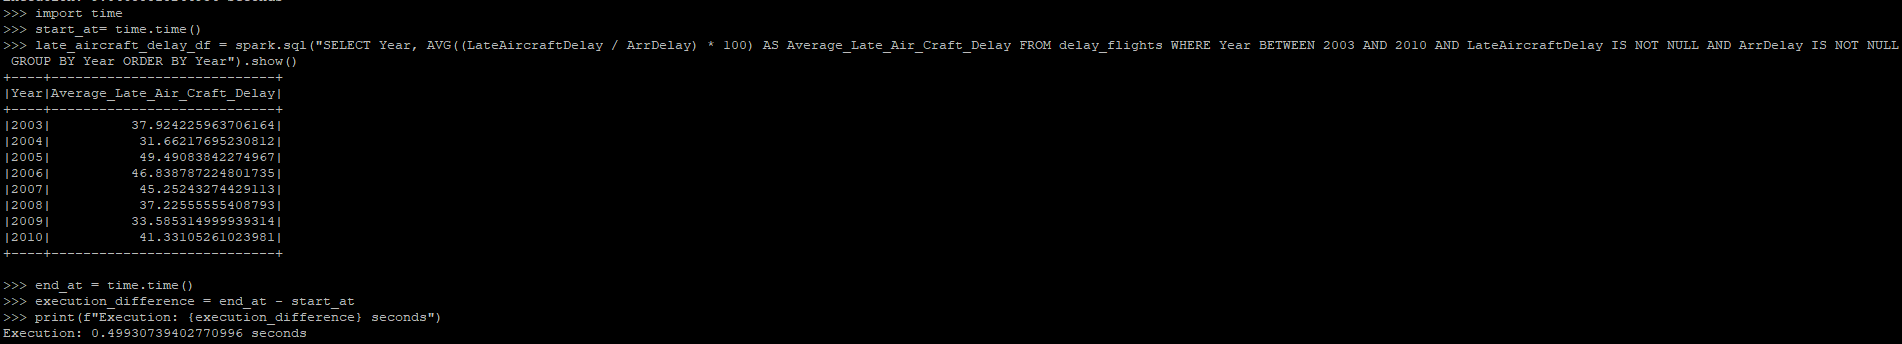 >>> import time
>>> start_at= time.time()
>>> late_aircraft_delay_df = spark.sql("SELECT Year, AVG((LateAircraftDelay / ArrDelay) * 100) AS Average_Late_Air_Craft_Delay FROM delay_flights WHERE Year BETWEEN 2003 AND 2010 AND LateAircraftDelay IS NOT NULL AND ArrDelay IS NOT NULL
 GROUP BY Year ORDER BY Year").show()
+----+----------------------------+
|Year|Average_Late_Air_Craft_Delay|
+----+----------------------------+
|2003|          37.924225963706164|
|2004|           31.66217695230812|
|2005|           49.49083842274967|
|2006|          46.838787224801735|
|2007|           45.25243274429113|
|2008|           37.22555555408793|
|2009|          33.585314999939314|
|2010|           41.33105261023981|
+----+----------------------------+
>>> end_at = time.time()
>>> execution_difference = end_at - start_at
>>> print(f"Execution: {execution_difference} seconds")
Execution: 0.49930739402770996 seconds